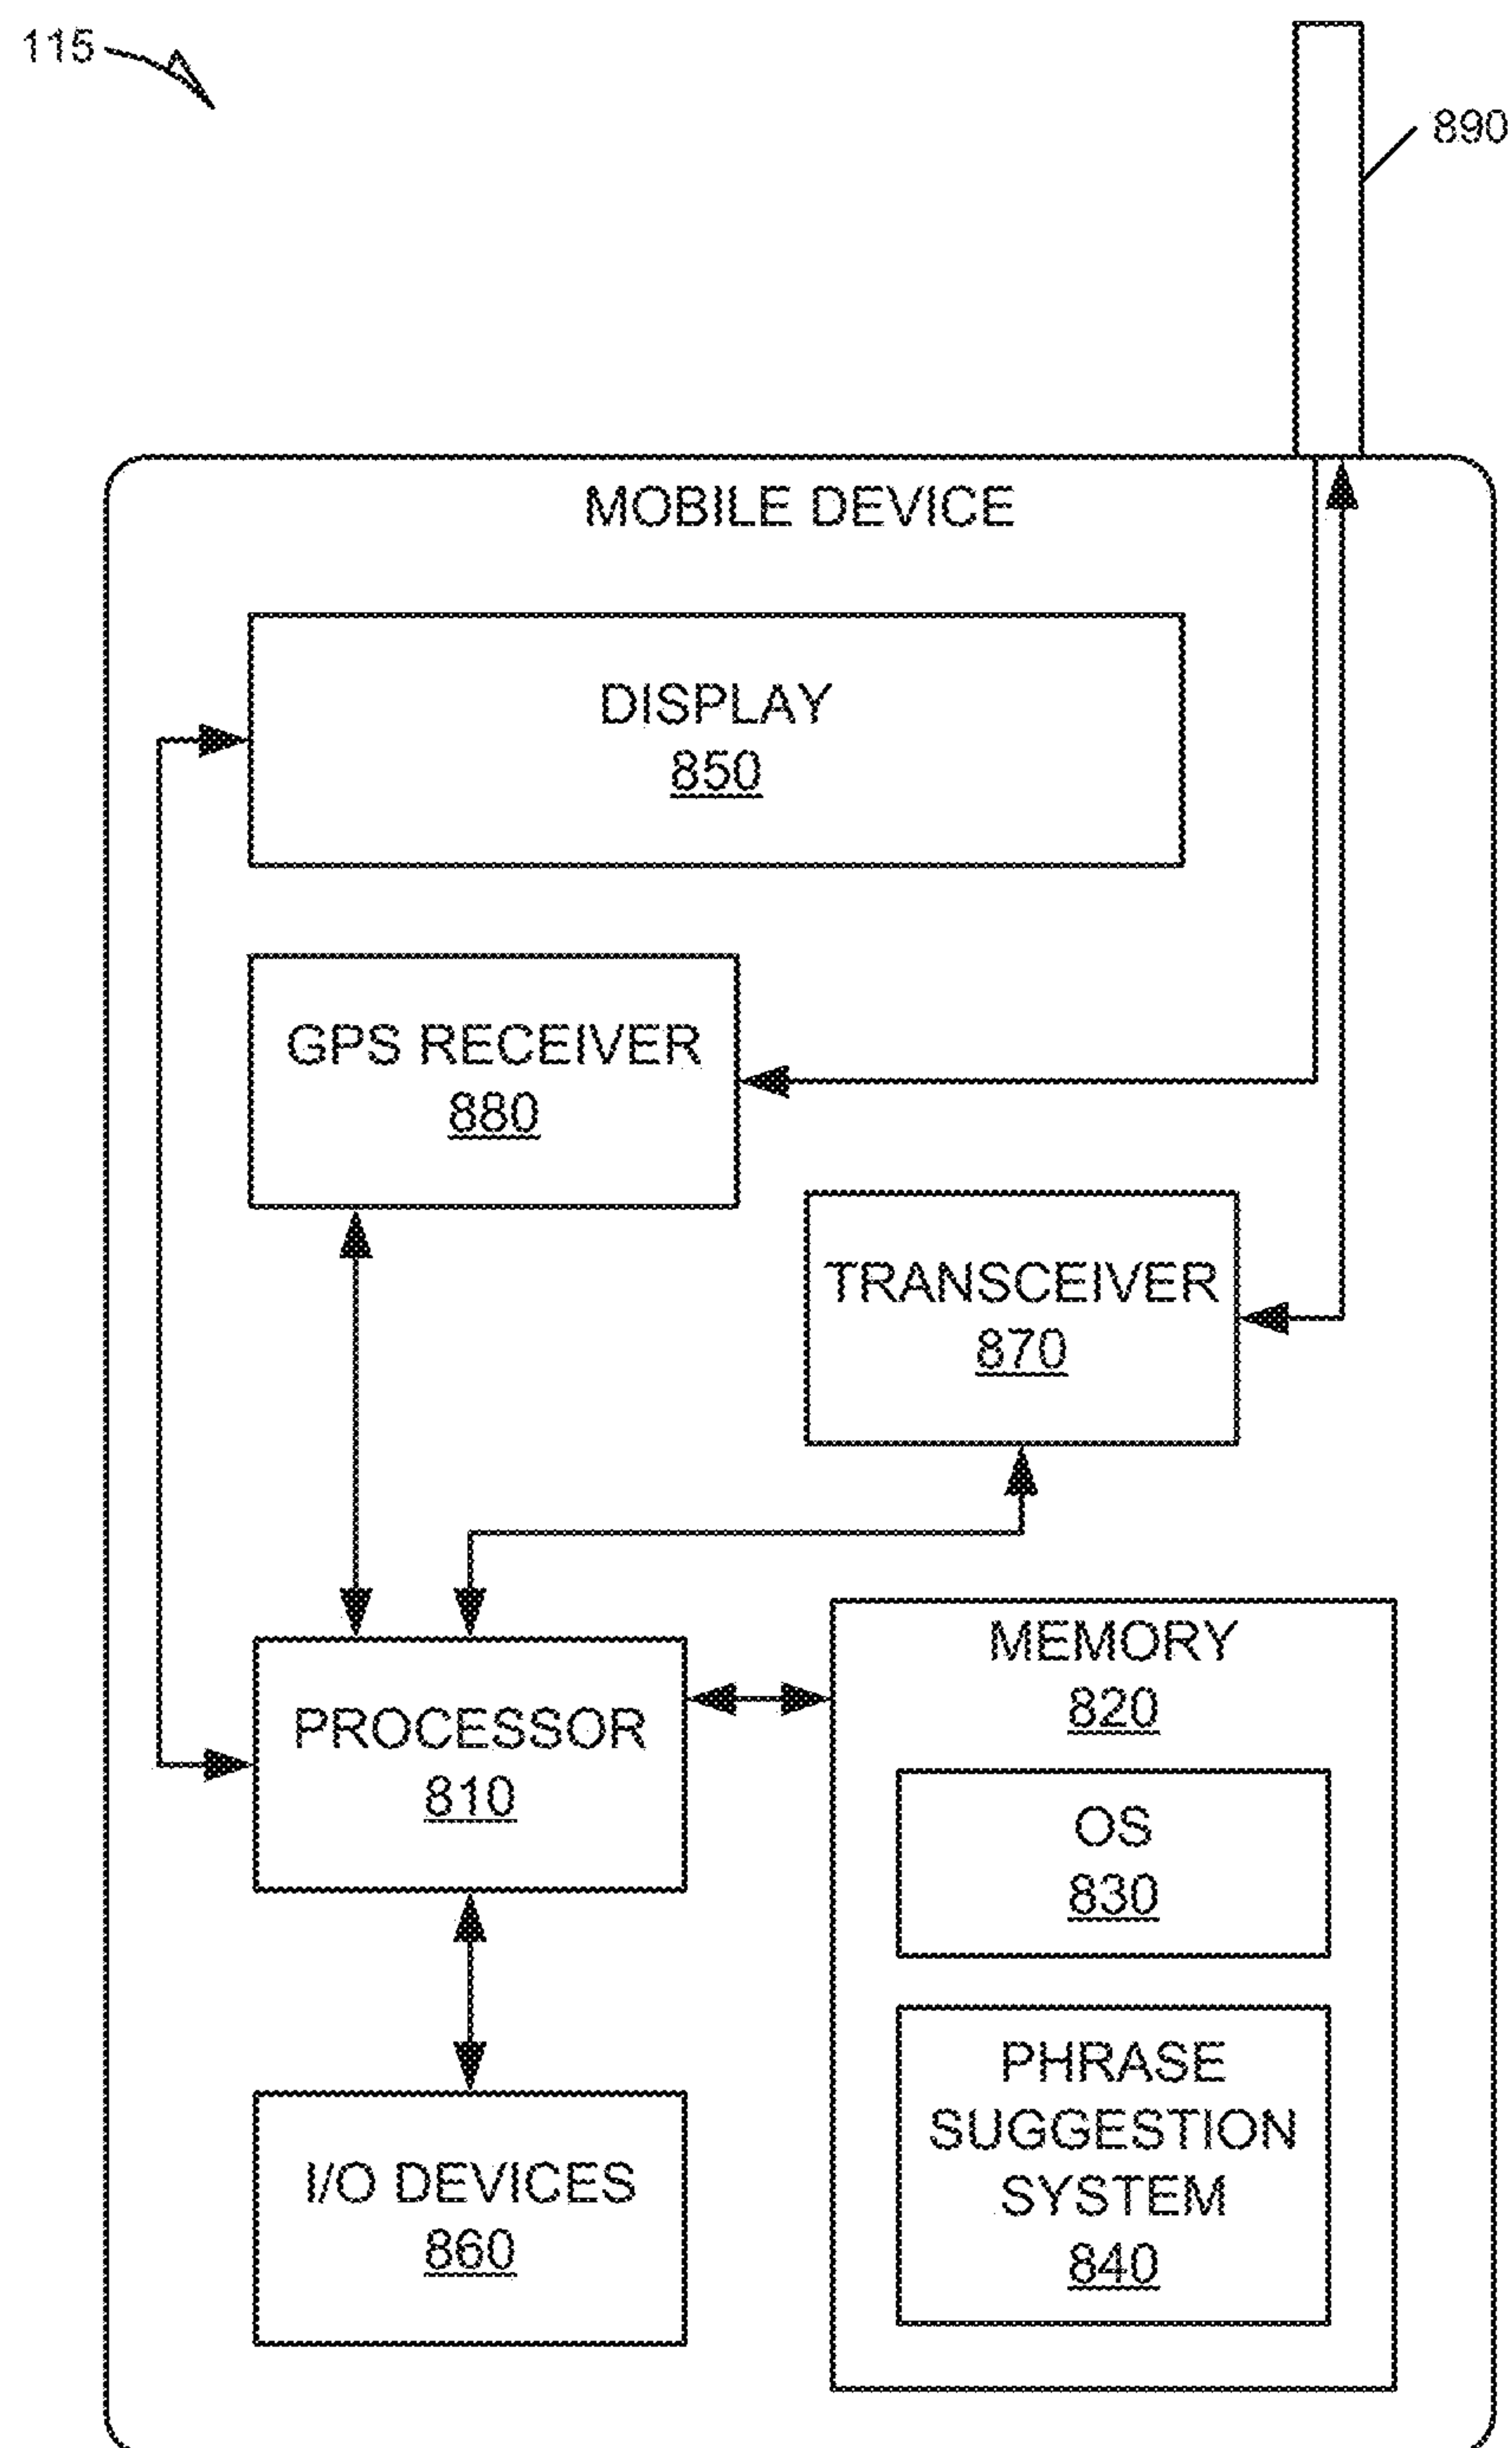 115
890
MOBILE DEVICE
DISPLAY
850
GPS RECEIVER
880
TRANSCEIVER
870
PROCESSOR
810
MEMORY
820
OS
830
PHRASE
SUGGESTION
SYSTEM
840
I/O DEVICES
860